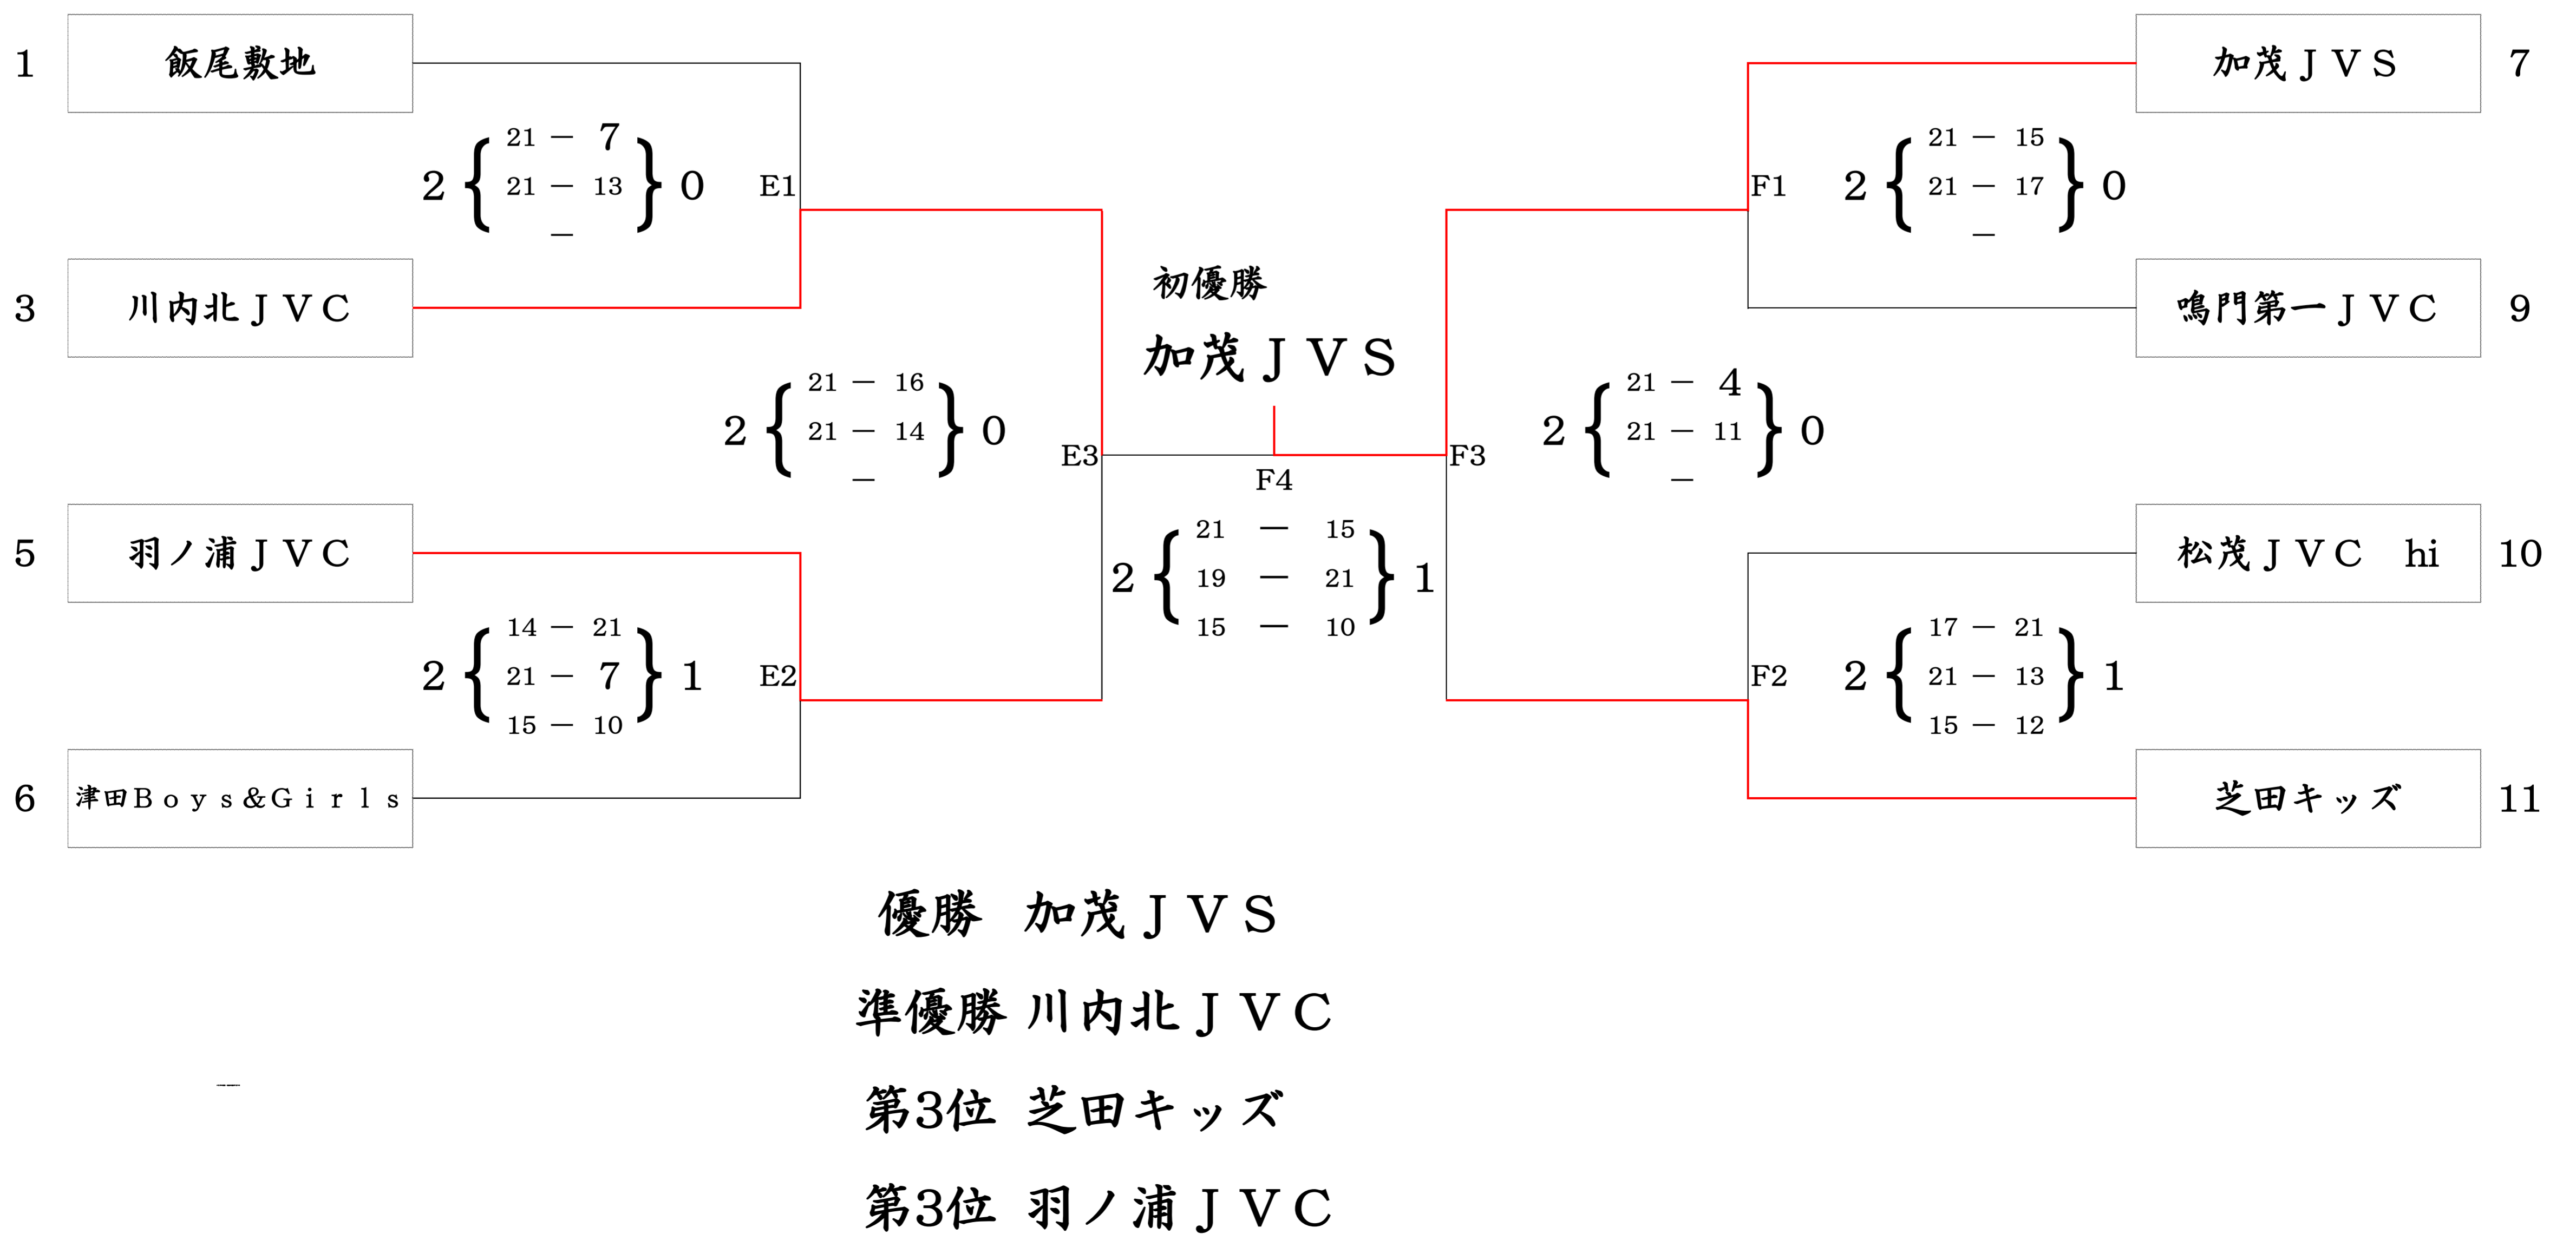 1 飯尾敷地 加茂ＪＶＳ 7
21 － 7 21 － 15
2 { 21 － 13 } 0 E1 F1 2 { 21 － 17 } 0
－ －
初優勝
3 川内北ＪＶＣ 鳴門第一ＪＶＣ 9
加茂ＪＶＳ
21 － 16 21 － 4
2 { 21 － 14 } 0 2 { 21 － 11 } 0
E3 F3
－ F4 －
21 － 15
5 羽ノ浦ＪＶＣ 松茂ＪＶＣ　hi 10
2 { 19 － 21 } 1
14 － 21 15 － 10 17 － 21
2 { 21 － 7 } 1 E2 F2 2 { 21 － 13 } 1
15 － 10 15 － 12
6 津田Ｂｏｙｓ＆Ｇｉｒｌｓ 芝田キッズ 11
優勝 加茂ＪＶＳ
準優勝 川内北ＪＶＣ
第3位 芝田キッズ
第3位 羽ノ浦ＪＶＣ